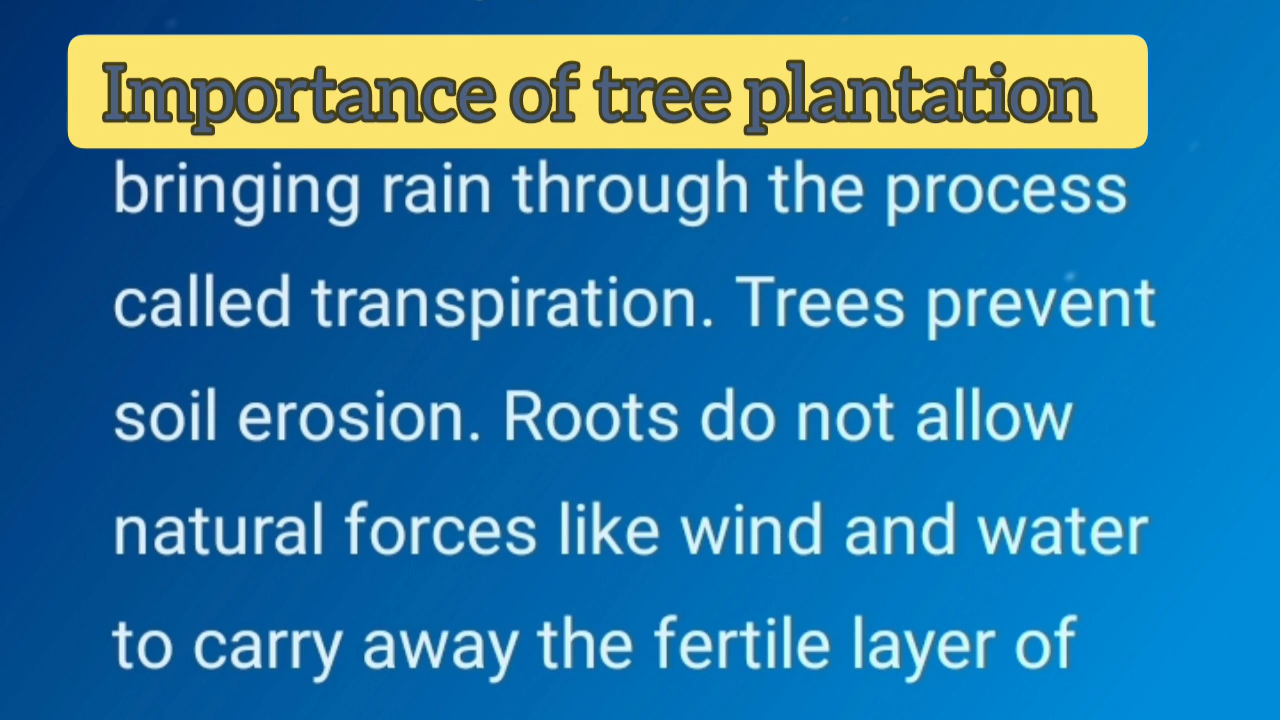 Importance of tree plantation
bringing rain through the process
called transpiration. Trees prevent
soil erosion. Roots do not allow
natural forces like wind and water
to carry away the fertile layer of